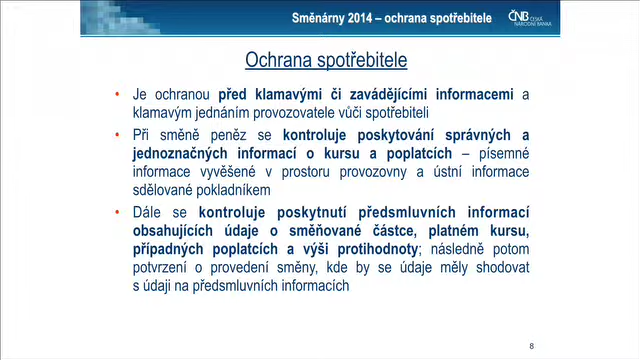 Směnárny 2014 – ochrana spotřebitele
ČNB ČESKÁ
NÁRODNÍ BANKA
Ochrana spotřebitele
• Je ochranou před klamavými či zavádějícími informacemi a
klamavým jednáním provozovatele vůči spotřebiteli
• Při směně peněz se kontroluje poskytování správných a
jednoznačných informací o kursu a poplatcích – písemné
informace vyvěšené v prostoru provozovny a ústní informace
sdělované pokladníkem
• Dále se kontroluje poskytnutí předsmluvních informací
obsahujících údaje o směňované částce, platném kursu,
případných poplatcích a výši protihodnoty; následně potom
potvrzení o provedení směny, kde by se údaje měly shodovat
s údaji na předsmluvních informacích
8